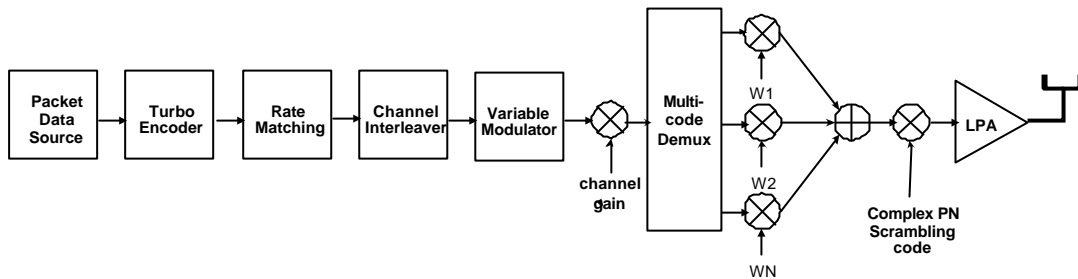 Packet
Data
Source
Turbo
Encoder
Rate
Matching
Channel
Interleaver
Variable
Modulator
channel
gain
Multi-
code
Demux
W1
W2
WN
Complex PN
Scrambling
code
LPA